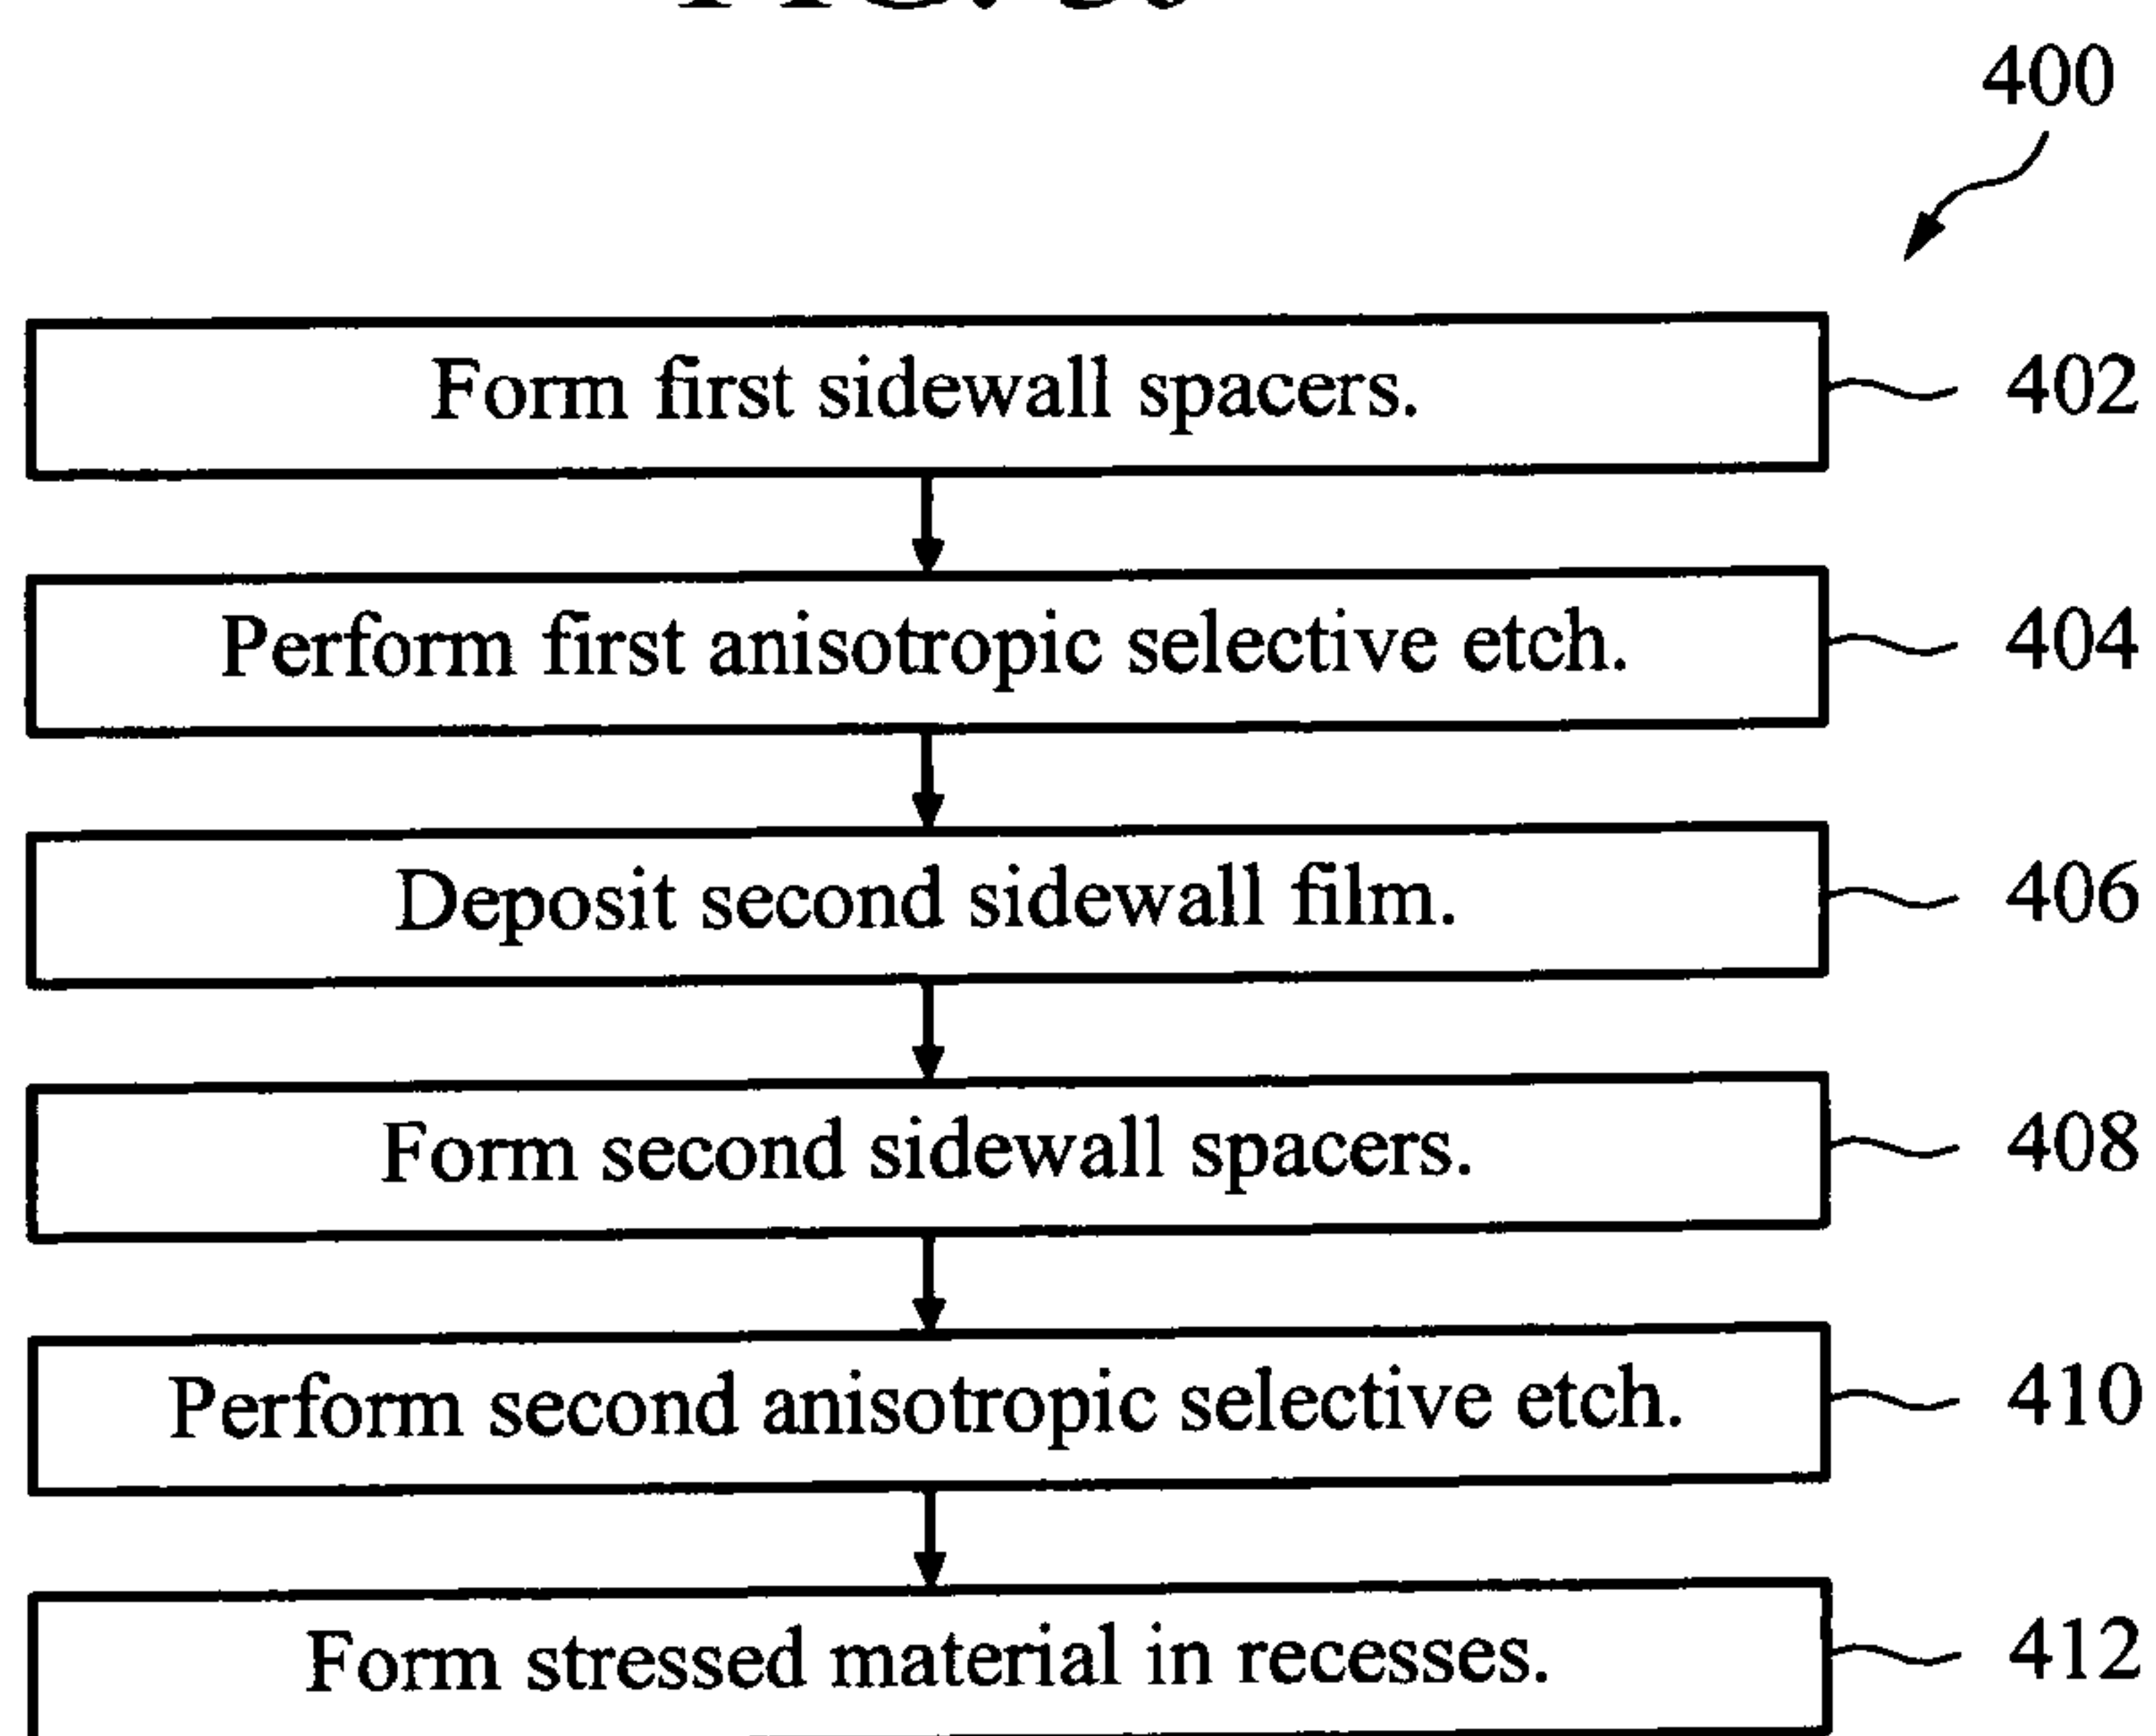 400
Form first sidewall spacers.
402
Perform first anisotropic selective etch.
404
Deposit second sidewall film.
406
Form second sidewall spacers.
408
Perform second anisotropic selective etch.
410
Form stressed material in recesses.
412